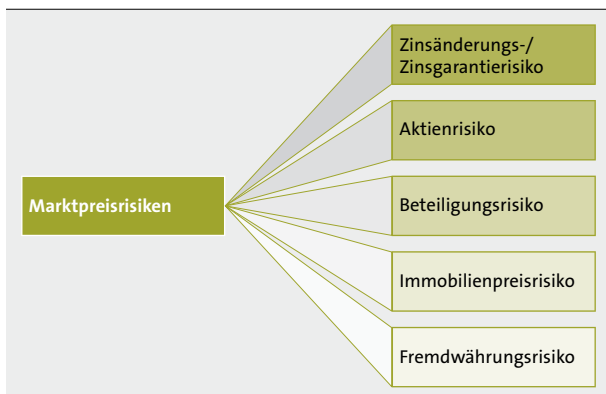 Zinsänderungs-/
Zinsgarantierisiko
Aktienrisiko
Marktpreisrisiken
Beteiligungsrisiko
Immobilienpreisrisiko
Fremdwährungsrisiko